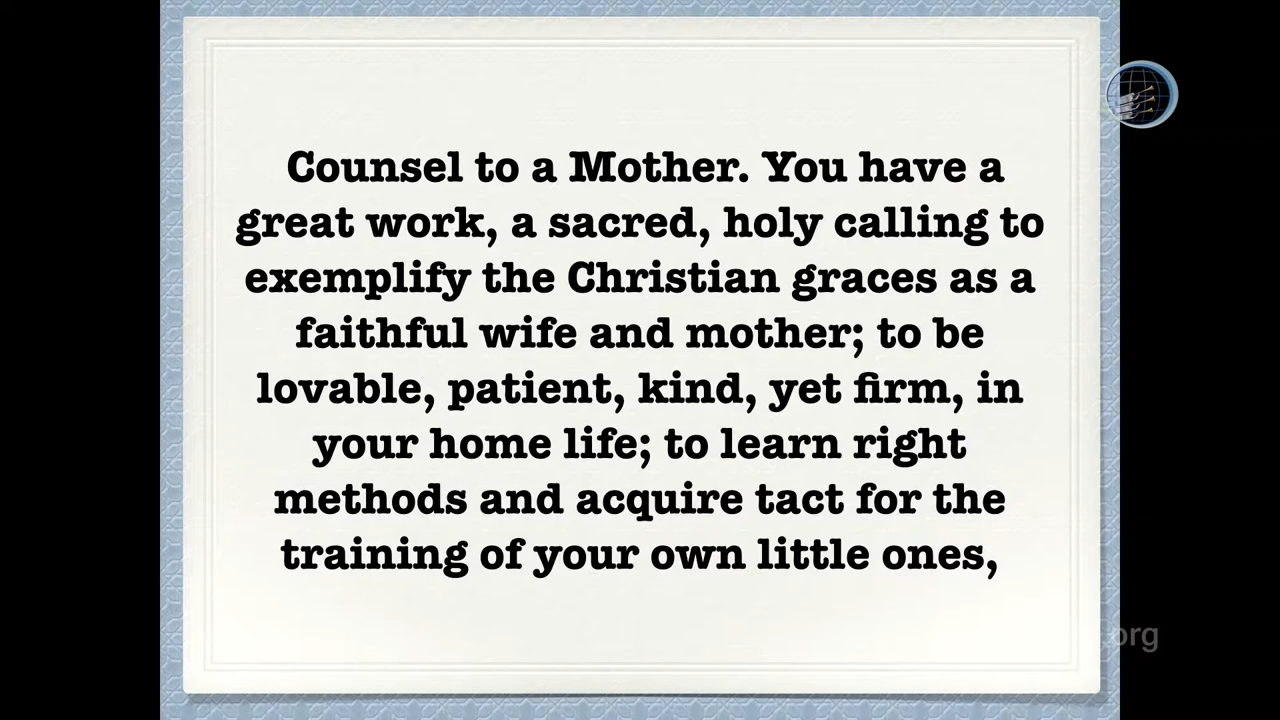 Counsel to a Mother. You have a
great work, a sacred, holy calling to
exemplify the Christian graces as a
faithful wife and mother; to be
lovable, patient, kind, yet firm, in
your home life; to learn right
methods and acquire tact for the
training of your own little ones,
.org